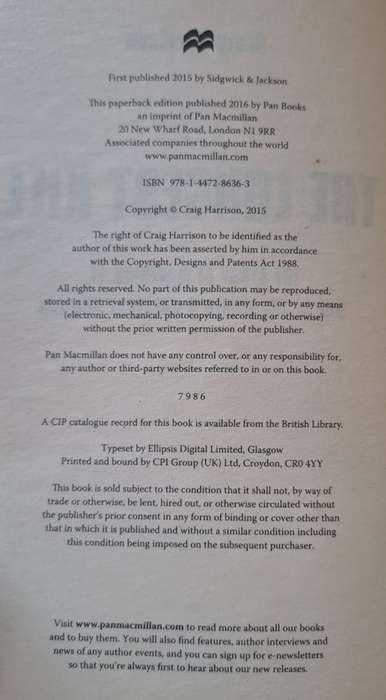 First published 2015 by Sidgwick & Jackson
This paperback edition published 2016 by Pan Books
an imprint of Pan Macmillan
20 New Wharf Road, London N1 9RR
Associated companies throughout the world
www.panmacmillan.com
ISBN 978-1-4472-8636-3
Copyright © Craig Harrison, 2015
The right of Craig Harrison to be identified as the
author of this work has been asserted by him in accordance
with the Copyright, Designs and Patents Act 1988.
All rights reserved. No part of this publication may be reproduced,
stored in a retrieval system, or transmitted, in any form, or by any means
(electronic, mechanical, photocopying, recording or otherwise)
without the prior written permission of the publisher.
Pan Macmillan does not have any control over, or any responsibility for,
any author or third-party websites referred to in or on this book.
7 9 8 6
A CIP catalogue record for this book is available from the British Library.
Typeset by Ellipsis Digital Limited, Glasgow
Printed and bound by CPI Group (UK) Ltd, Croydon, CR0 4YY
This book is sold subject to the condition that it shall not, by way of
trade or otherwise, be lent, hired out, or otherwise circulated without
the publisher's prior consent in any form of binding or cover other than
that in which it is published and without a similar condition including
this condition being imposed on the subsequent purchaser.
Visit www.panmacmillan.com to read more about all our books
and to buy them. You will also find features, author interviews and
news of any author events, and you can sign up for e-newsletters
so that you're always first to hear about our new releases.